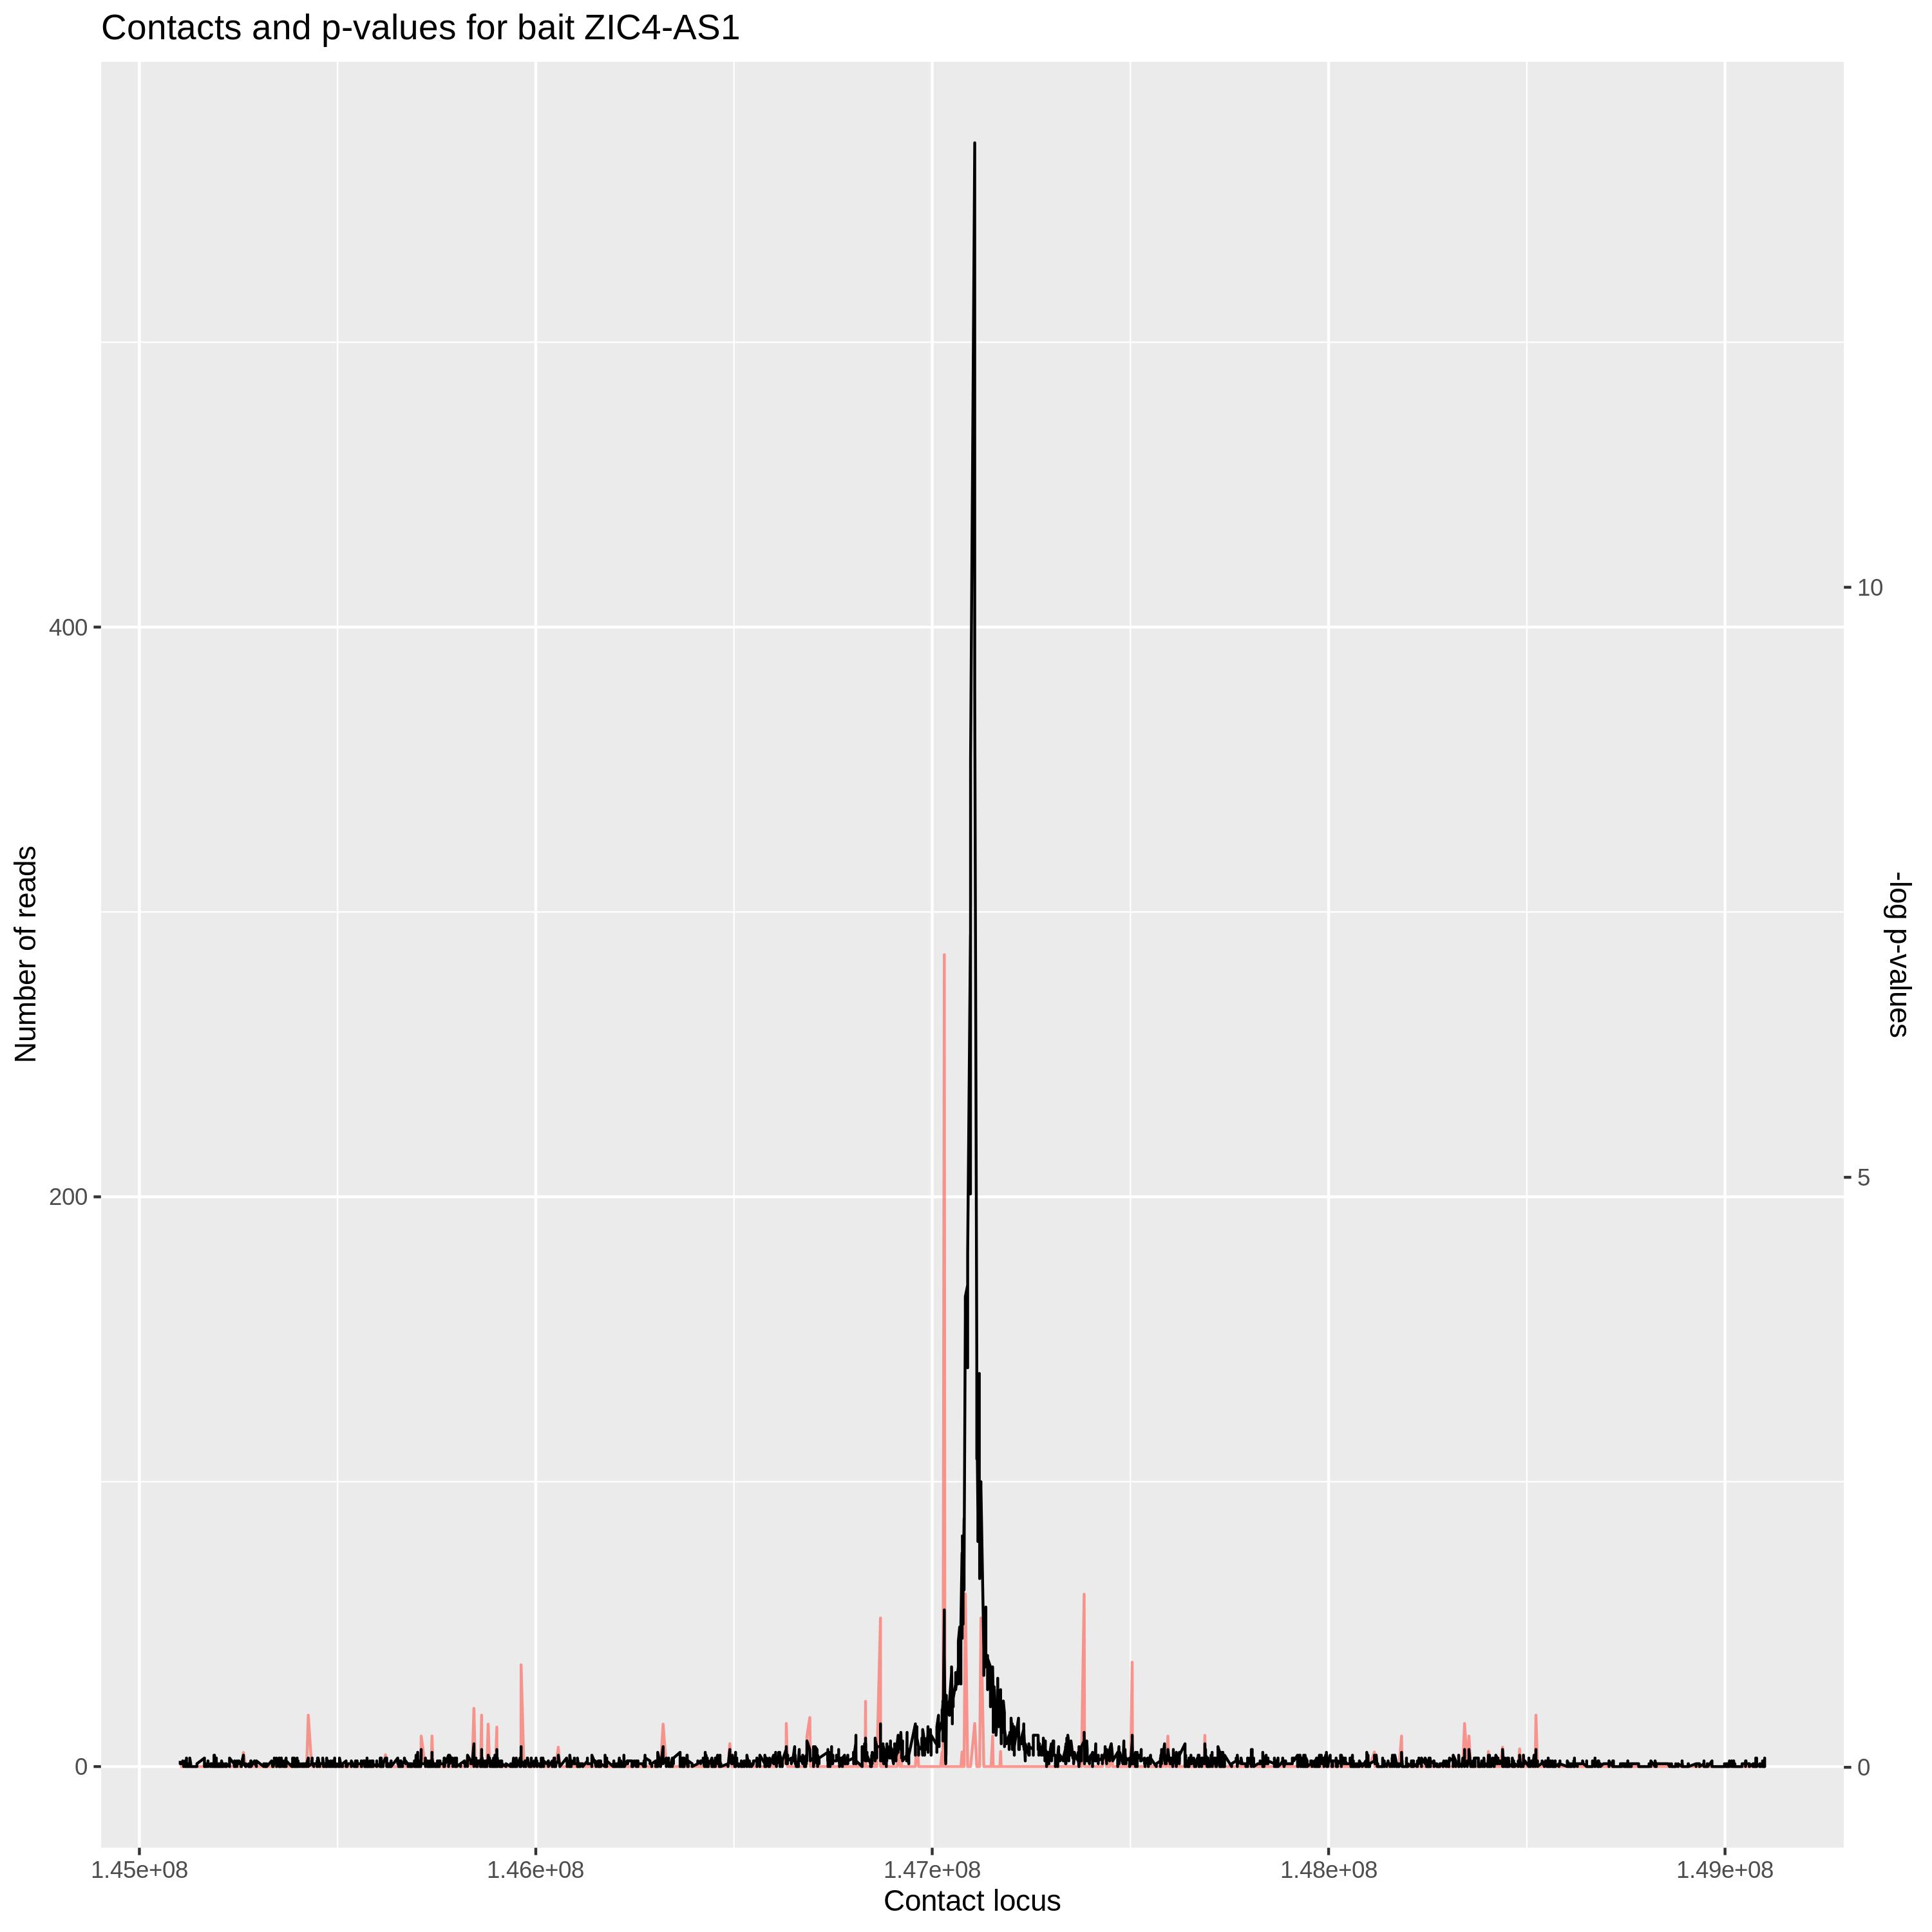 Contacts and p-values for bait ZIC4-AS1
Number of reads
400
200
0
10
5
0
-log p-values
1.45e+08 1.46e+08 1.47e+08 1.48e+08 1.49e+08
Contact locus